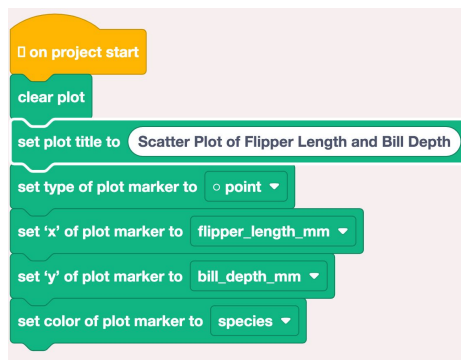 on project start
clear plot
set plot title to Scatter Plot of Flipper Length and Bill Depth
set type of plot marker to point
set ‘x’ of plot marker to flipper_length_mm
set ‘y’ of plot marker to bill_depth_mm
set color of plot marker to species